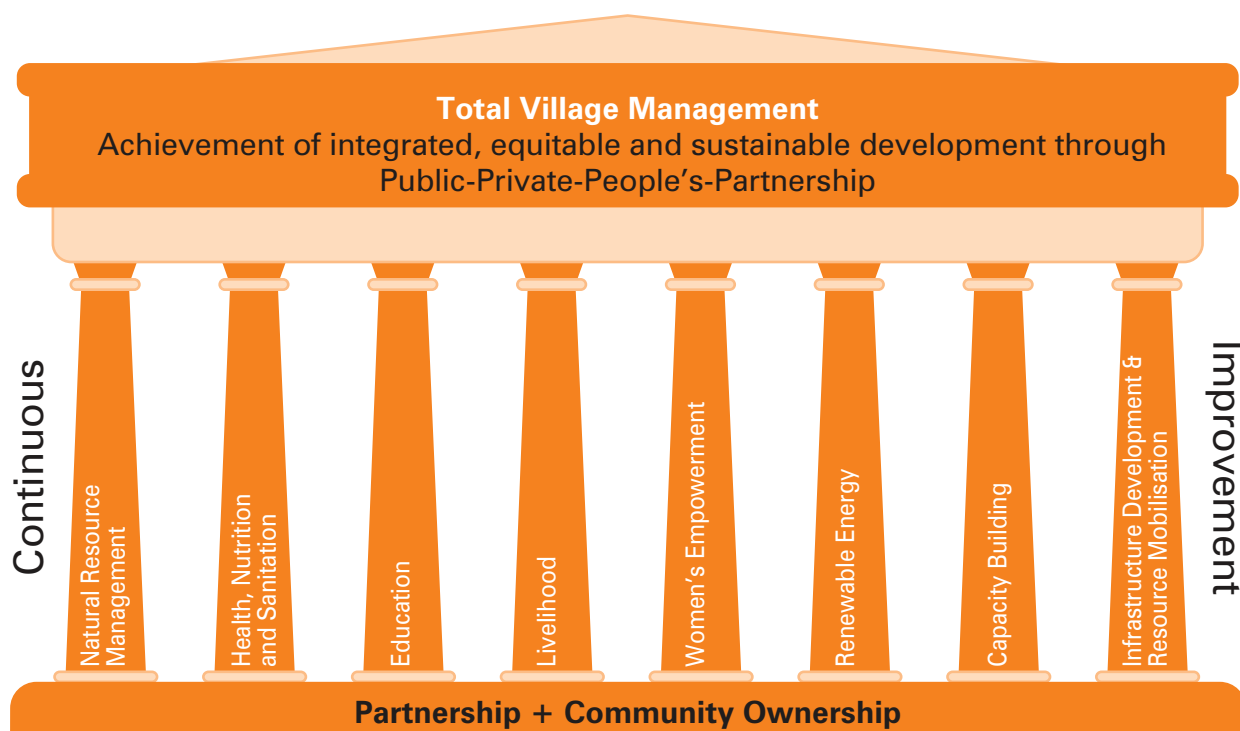 Total Village Management
Achievement of integrated, equitable and sustainable development through
Public-Private-People’s-Partnership
Continuous
Natural Resource
Management
Health, Nutrition
and Sanitation
Education
Livelihood
Women’s Empowerment
Renewable Energy
Capacity Building
Infrastructure Development &
Resource Mobilisation
Improvement
Partnership + Community Ownership